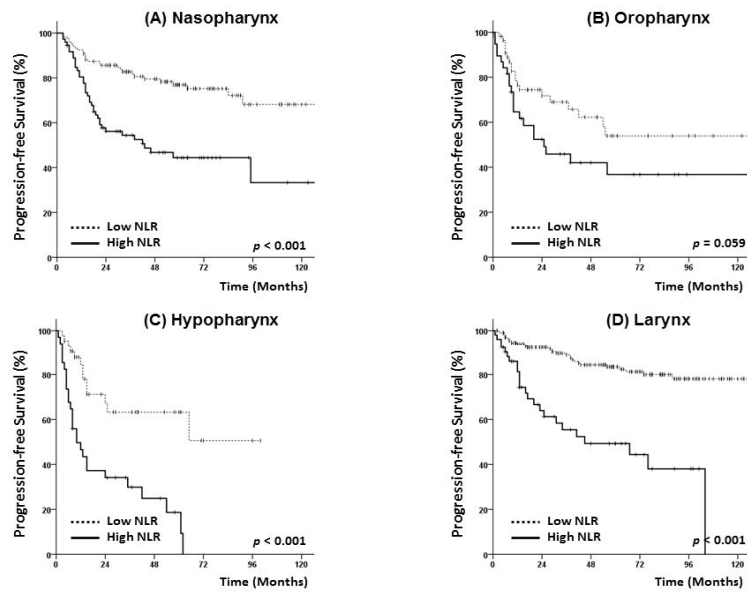 (A) Nasopharynx
Progression-free Survival (%)
100
80
60
40
20
0
Low NLR
High NLR
p < 0.001
0 24 48 72 96 120
Time (Months)
(B) Oropharynx
Progression-free Survival (%)
100
80
60
40
20
0
Low NLR
High NLR
p = 0.059
0 24 48 72 96 120
Time (Months)
(C) Hypopharynx
Progression-free Survival (%)
100
80
60
40
20
0
Low NLR
High NLR
p < 0.001
0 24 48 72 96 120
Time (Months)
(D) Larynx
Progression-free Survival (%)
100
80
60
40
20
0
Low NLR
High NLR
p < 0.001
0 24 48 72 96 120
Time (Months)